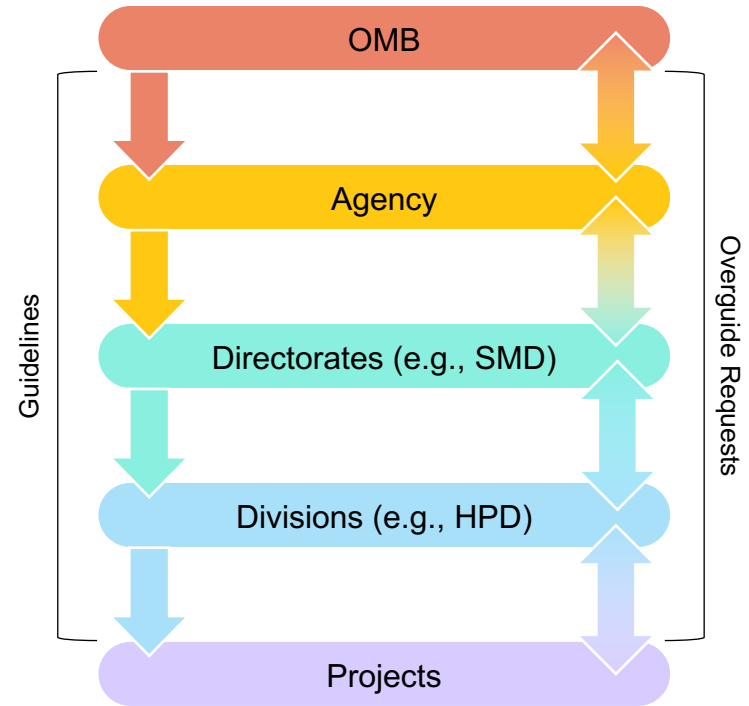 OMB
Agency
Directorates (e.g., SMD)
Divisions (e.g., HPD)
Projects
Guidelines
Overguide Requests